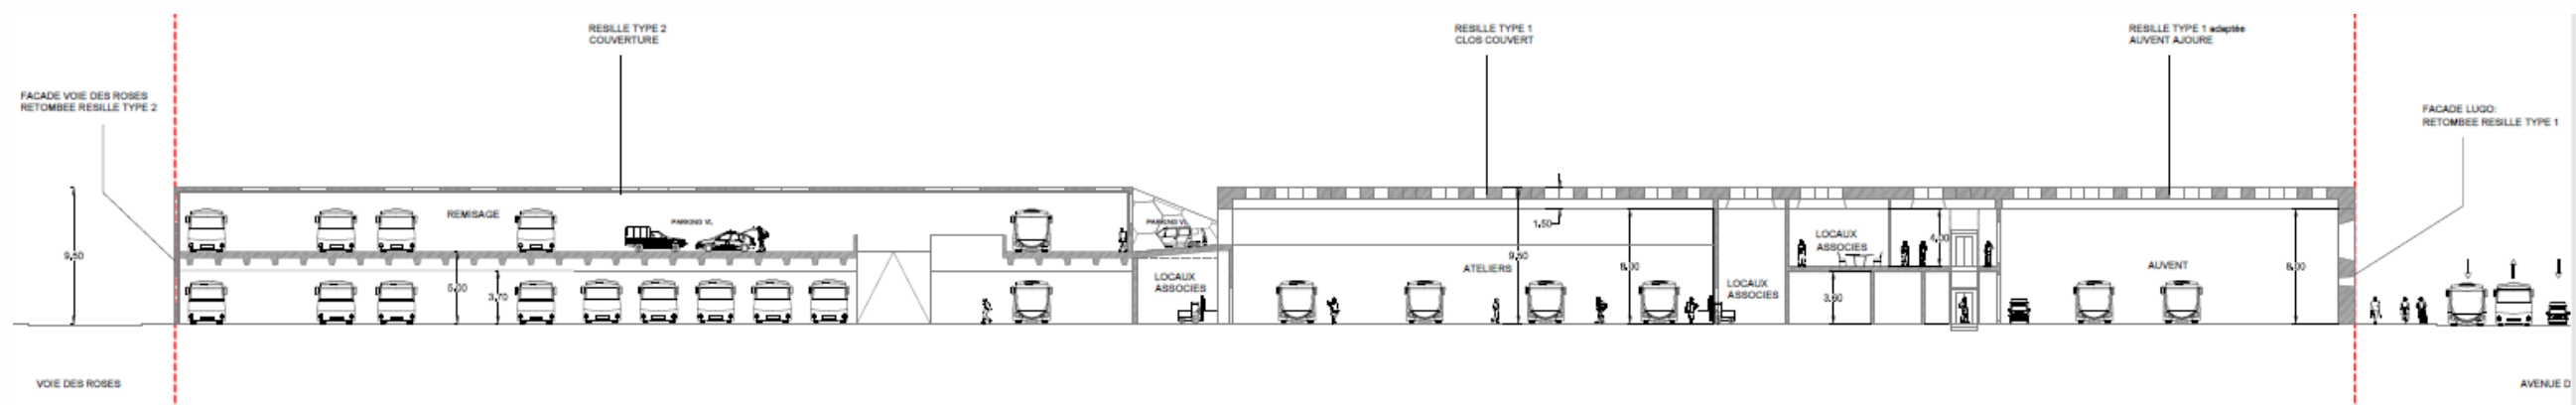 RESILLE TYPE 2
COUVERTURE
RESILLE TYPE 1
CLOS COUVERT
RESILLE TYPE 1 adaptée
AUVENT AJOURE
FACADE VOIE DES ROSES
RETOMBEE RESILLE TYPE 2
FACADE LUGO:
RETOMBEE RESILLE TYPE 1
REMISAGE
PARKING VL
PARKING VL
1,50
4,00
LOCAUX
ASSOCIES
9,50
9,50
ATELIERS
8,00
AUVENT
8,00
LOCAUX
ASSOCIES
LOCAUX
ASSOCIES
5,00
3,70
VOIE DES ROSES
AVENUE D